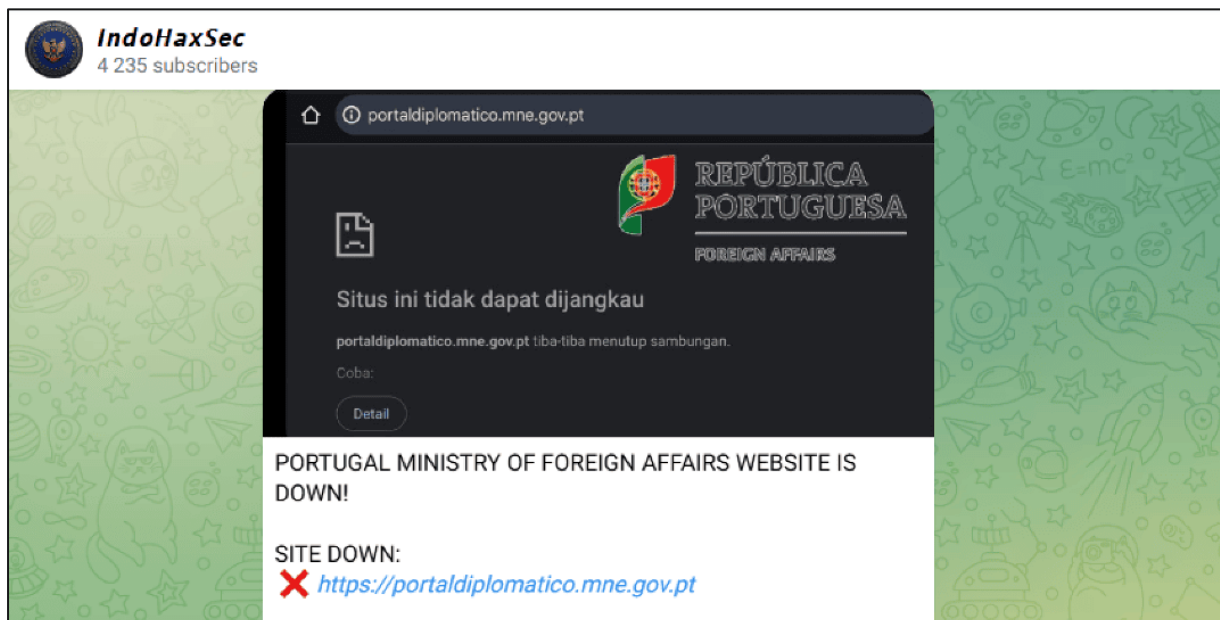 IndoHaxSec
4 235 subscribers
portaldiplomatico.mne.gov.pt
REPÚBLICA
PORTUGUESA
FOREIGN AFFAIRS
Situs ini tidak dapat dijangkau
portaldiplomatico.mne.gov.pt tiba-tiba menutup sambungan.
Coba:
Detail
PORTUGAL MINISTRY OF FOREIGN AFFAIRS WEBSITE IS
DOWN!
SITE DOWN:
❌ https://portaldiplomatico.mne.gov.pt